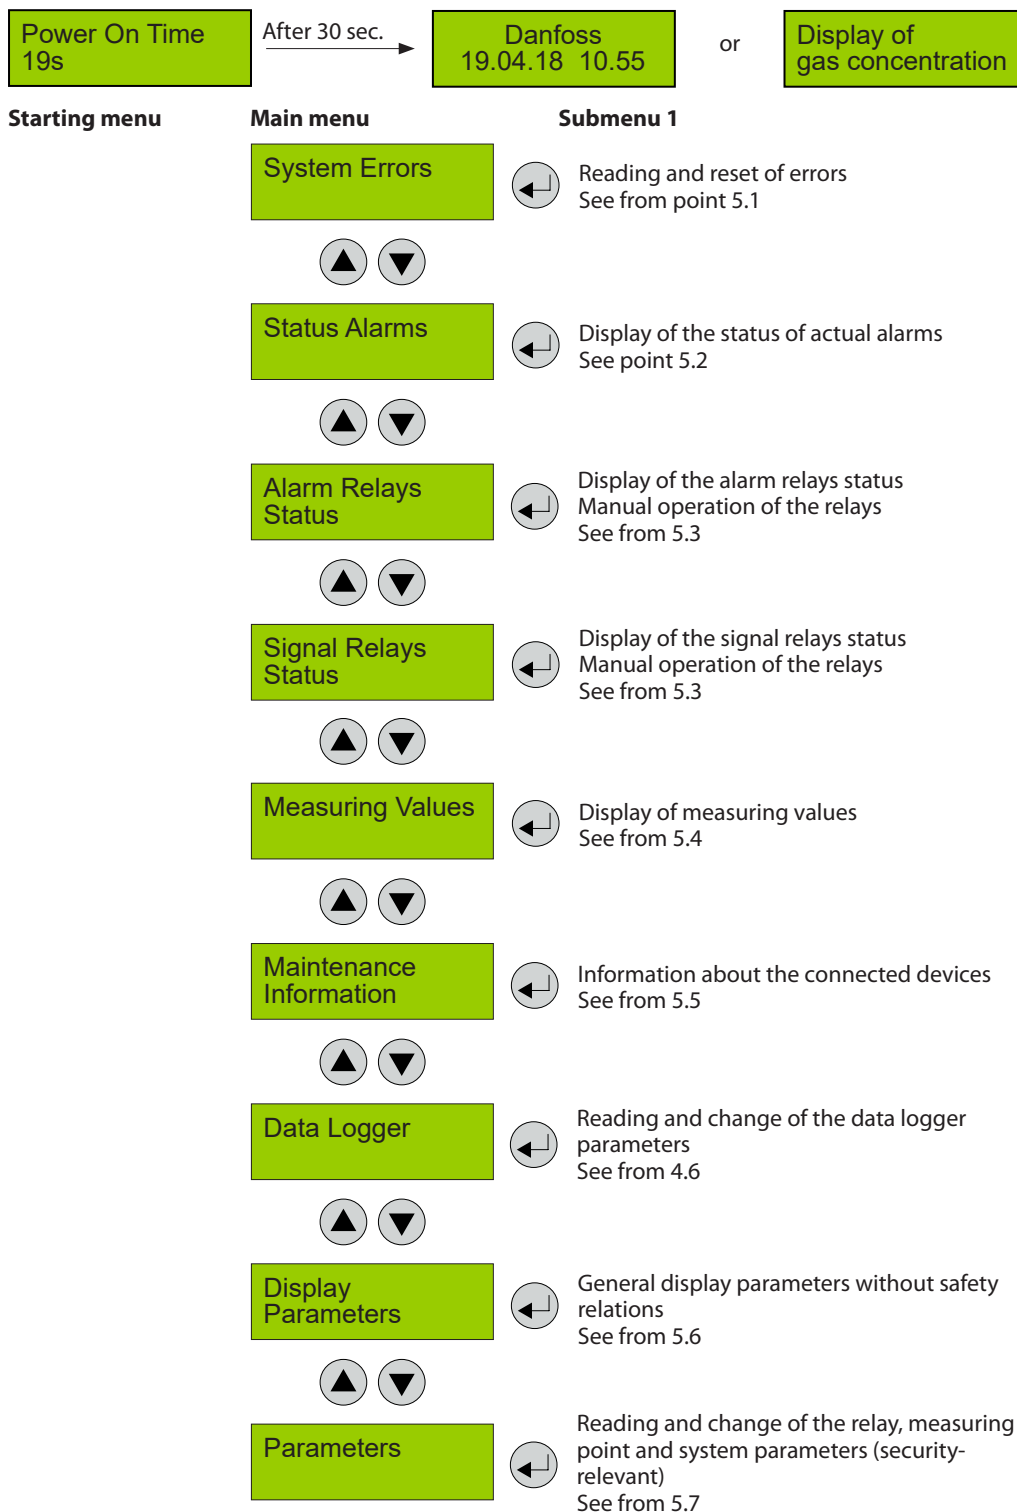 Power On Time
19s
After 30 sec.
Danfoss
19.04.18 10.55
or
Display of
gas concentration
Starting menu
Main menu
Submenu 1
System Errors
Reading and reset of errors
See from point 5.1
Status Alarms
Display of the status of actual alarms
See point 5.2
Alarm Relays
Status
Display of the alarm relays status
Manual operation of the relays
See from 5.3
Signal Relays
Status
Display of the signal relays status
Manual operation of the relays
See from 5.3
Measuring Values
Display of measuring values
See from 5.4
Maintenance
Information
Information about the connected devices
See from 5.5
Data Logger
Reading and change of the data logger
parameters
See from 4.6
Display
Parameters
General display parameters without safety
relations
See from 5.6
Parameters
Reading and change of the relay, measuring
point and system parameters (security-
relevant)
See from 5.7